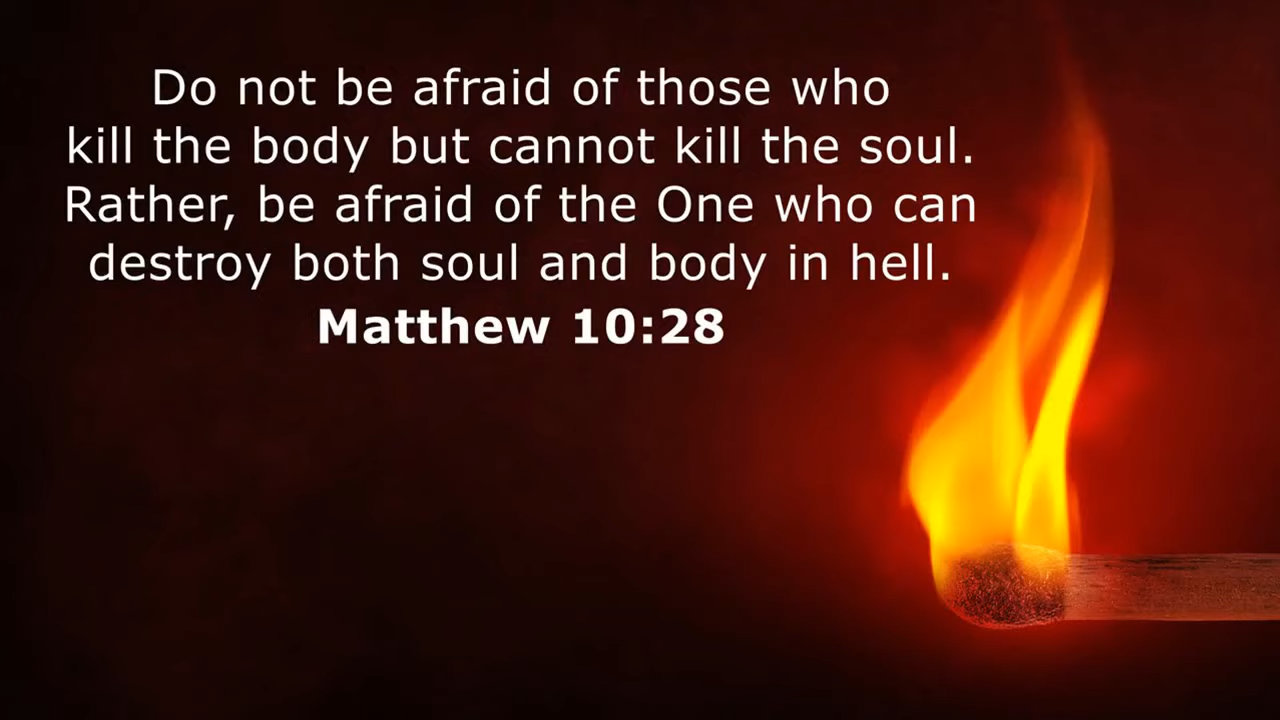 Do not be afraid of those who
kill the body but cannot kill the soul.
Rather, be afraid of the One who can
destroy both soul and body in hell.
Matthew 10:28